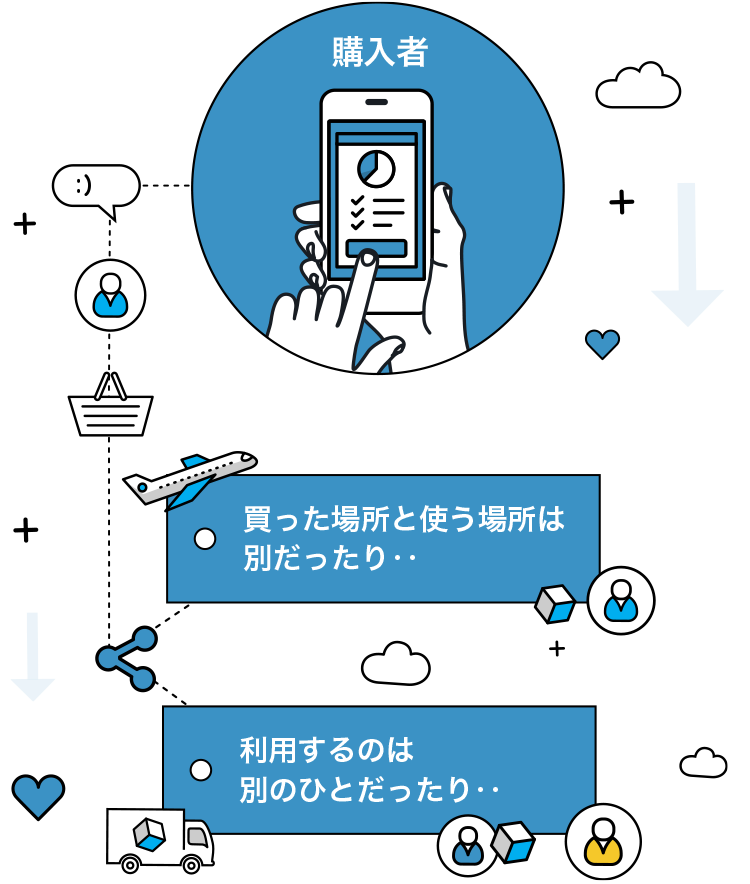 購入者
:)
買った場所と使う場所は
別だったり‥
利用するのは
別のひとだったり‥